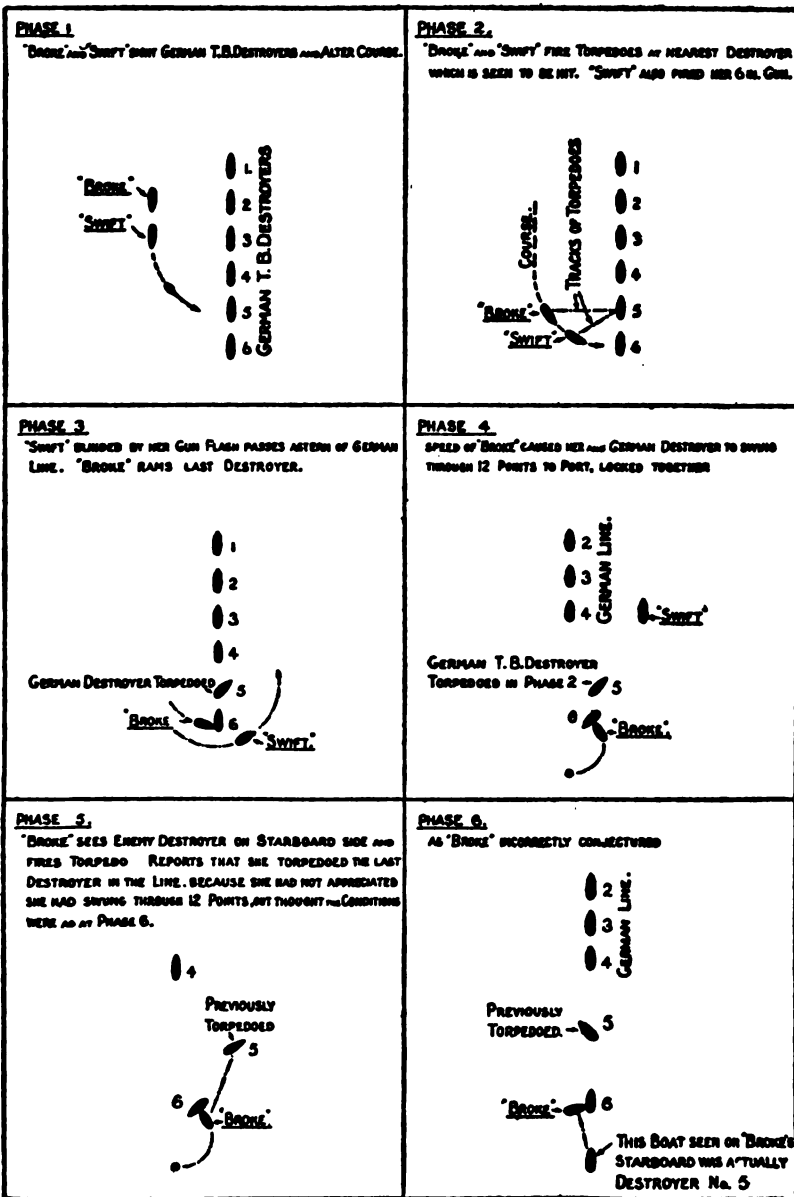 PHASE 1
"BROKE" AND "SWIFT" SIGHT GERMAN T.B. DESTROYERS AND ALTER COURSE.
"BROKE"
"SWIFT"
1.
2
3
4
5
6
GERMAN T.B. DESTROYERS
PHASE 2.
"BROKE" AND "SWIFT" FIRE TORPEDOES AT NEAREST DESTROYER
WHICH IS SEEN TO BE HIT. "SWIFT" ALSO FIRED HER 6 IN. GUN.
COURSE.
TRACKS OF TORPEDOES
"BROKE"
"SWIFT"
1
2
3
4
5
6
PHASE 3
"SWIFT" BLINDED BY HER GUN FLASH PASSES ASTERN OF GERMAN
LINE. "BROKE" RAMS LAST DESTROYER.
1
2
3
4
GERMAN DESTROYER TORPEDOED
5
"BROKE
6
"SWIFT."
PHASE 4
SPEED OF "BROKE" CAUSED HER AND GERMAN DESTROYER TO SWING
THROUGH 12 POINTS TO PORT, LOCKED TOGETHER
2
3
4
GERMAN LINE.
"SWIFT"
GERMAN T.B. DESTROYER
TORPEDOED IN PHASE 2
5
6
"BROKE".
PHASE 5.
"BROKE" SEES ENEMY DESTROYER ON STARBOARD SIDE AND
FIRES TORPEDO REPORTS THAT SHE TORPEDOED THE LAST
DESTROYER IN THE LINE. BECAUSE SHE HAD NOT APPRECIATED
SHE HAD SWUNG THROUGH 12 POINTS, BUT THOUGHT THE CONDITIONS
WERE AS AT PHASE 6.
4
PREVIOUSLY
TORPEDOED
5
6
"BROKE".
PHASE 6.
AS "BROKE" INCORRECTLY CONJECTURED
2
3
4
GERMAN LINE.
PREVIOUSLY
TORPEDOED.
5
"BROKE"
6
THIS BOAT SEEN ON "BROKE'S
STARBOARD WAS ACTUALLY
DESTROYER No. 5